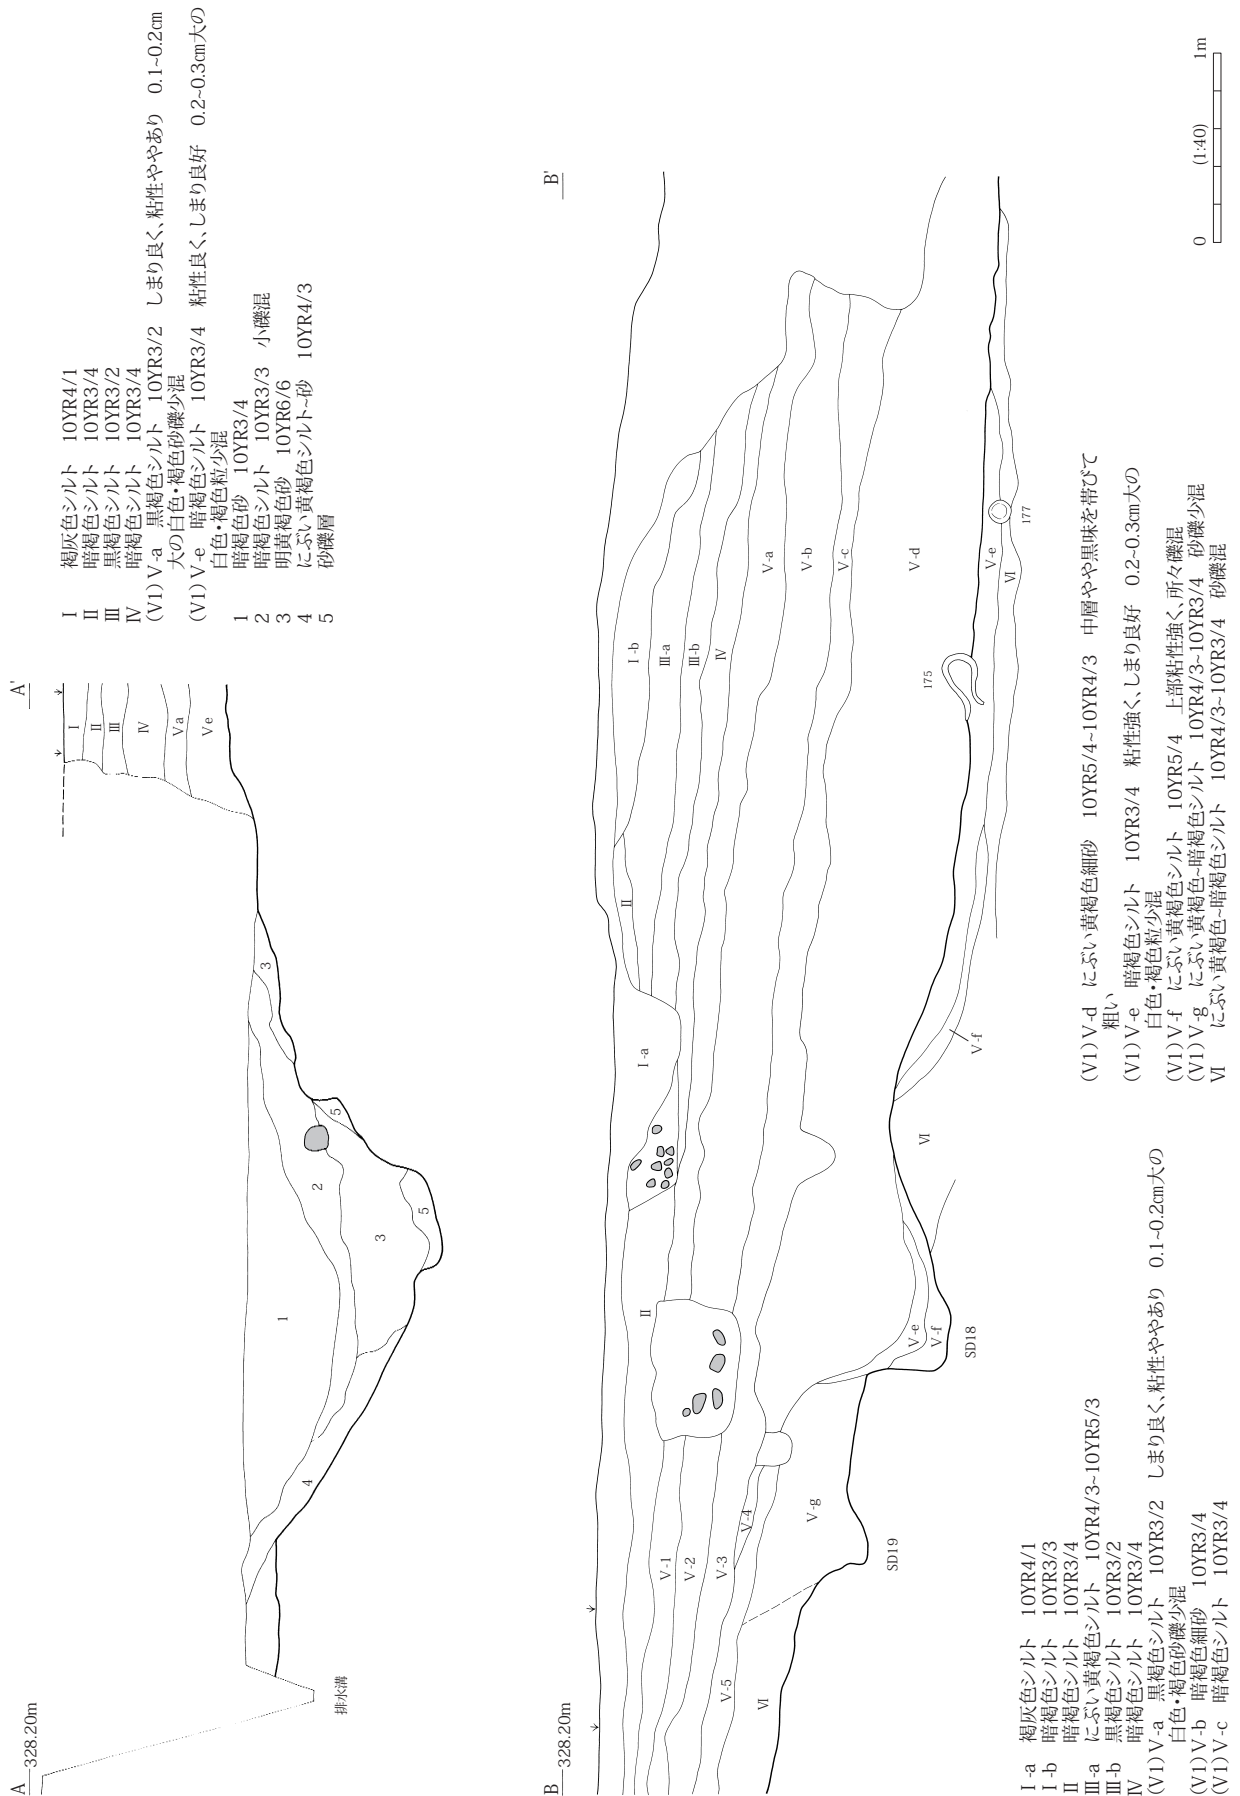 A 328.20m
A'
I
II
III
IV
Va
Ve
1
2
3
3
4
5
5
排水溝
I 褐灰色シルト 10YR4/1
II 暗褐色シルト 10YR3/4
III 黒褐色シルト 10YR3/2
IV 暗褐色シルト 10YR3/4
(V1)V-a 黒褐色シルト 10YR3/2 しまり良く、粘性ややあり 0.1~0.2cm
大の白色・褐色砂礫少混
(V1)V-e 暗褐色シルト 10YR3/4 粘性良く、しまり良好 0.2~0.3cm大の
白色・褐色粒少混
1 暗褐色砂 10YR3/4
2 暗褐色シルト 10YR3/3 小礫混
3 明黄褐色砂 10YR6/6
4 にぶい黄褐色シルト~砂 10YR4/3
5 砂礫層
B 328.20m
B'
I-b
III-a
III-b
IV
V-a
V-b
V-c
V-d
V-e
VI
177
175
II
I-a
V-f
VI
II
V-e
V-f
SD18
V-1
V-2
V-3
V-4
V-g
SD19
V-5
VI
I-a 褐灰色シルト 10YR4/1
I-b 暗褐色シルト 10YR3/3
II 暗褐色シルト 10YR3/4
III-a にぶい黄褐色シルト 10YR4/3~10YR5/3
III-b 黒褐色シルト 10YR3/2
IV 暗褐色シルト 10YR3/4
(V1)V-a 黒褐色シルト 10YR3/2 しまり良く、粘性ややあり 0.1~0.2cm大の
白色・褐色砂礫少混
(V1)V-b 暗褐色細砂 10YR3/4
(V1)V-c 暗褐色シルト 10YR3/4
(V1)V-d にぶい黄褐色細砂 10YR5/4~10YR4/3 中層やや黒味を帯びて
粗い
(V1)V-e 暗褐色シルト 10YR3/4 粘性強く、しまり良好 0.2~0.3cm大の
白色・褐色粒少混
(V1)V-f にぶい黄褐色シルト 10YR5/4 上部粘性強く、所々礫混
(V1)V-g にぶい黄褐色~暗褐色シルト 10YR4/3~10YR3/4 砂礫少混
VI にぶい黄褐色~暗褐色シルト 10YR4/3~10YR3/4 砂礫混
0 (1:40) 1m